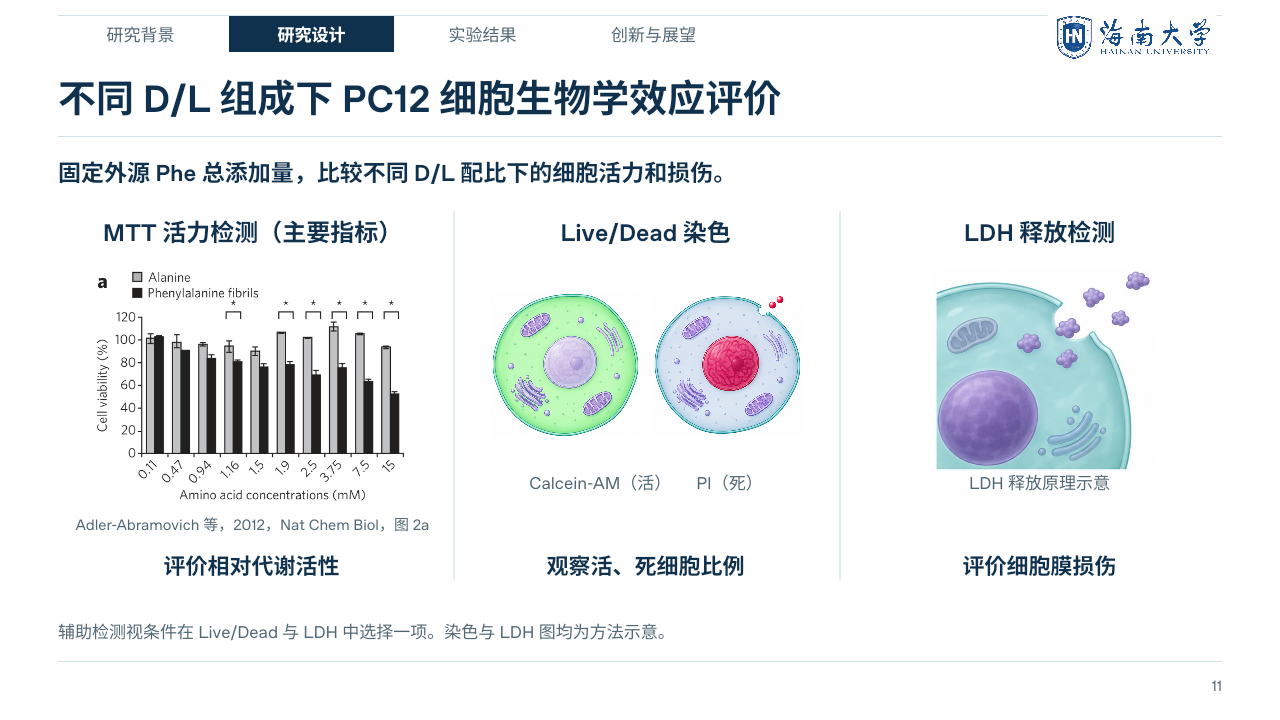 研究背景
研究设计
实验结果
创新与展望
HN
海南大学
HAINAN UNIVERSITY
不同 D/L 组成下 PC12 细胞生物学效应评价
固定外源 Phe 总添加量，比较不同 D/L 配比下的细胞活力和损伤。
MTT 活力检测（主要指标）
a
Alanine
Phenylalanine fibrils
* * * * * *
Cell viability (%)
120
100
80
60
40
20
0
0.11 0.47 0.94 1.16 1.5 1.9 2.5 3.75 7.5 15
Amino acid concentrations (mM)
Adler-Abramovich 等，2012，Nat Chem Biol，图 2a
评价相对代谢活性
Live/Dead 染色
Calcein-AM（活） PI（死）
观察活、死细胞比例
LDH 释放检测
LDH 释放原理示意
评价细胞膜损伤
辅助检测视条件在 Live/Dead 与 LDH 中选择一项。染色与 LDH 图均为方法示意。
11